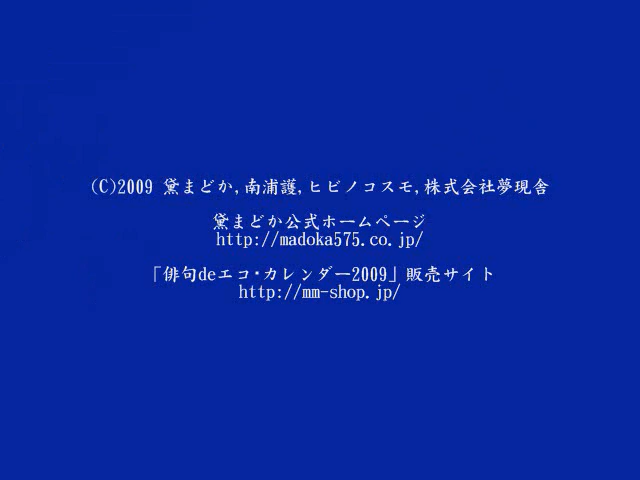 (C)2009 黛まどか,南浦護,ヒビノコスモ,株式会社夢現舎
黛まどか公式ホームページ
http://madoka575.co.jp/
「俳句deエコ・カレンダー2009」販売サイト
http://mm-shop.jp/